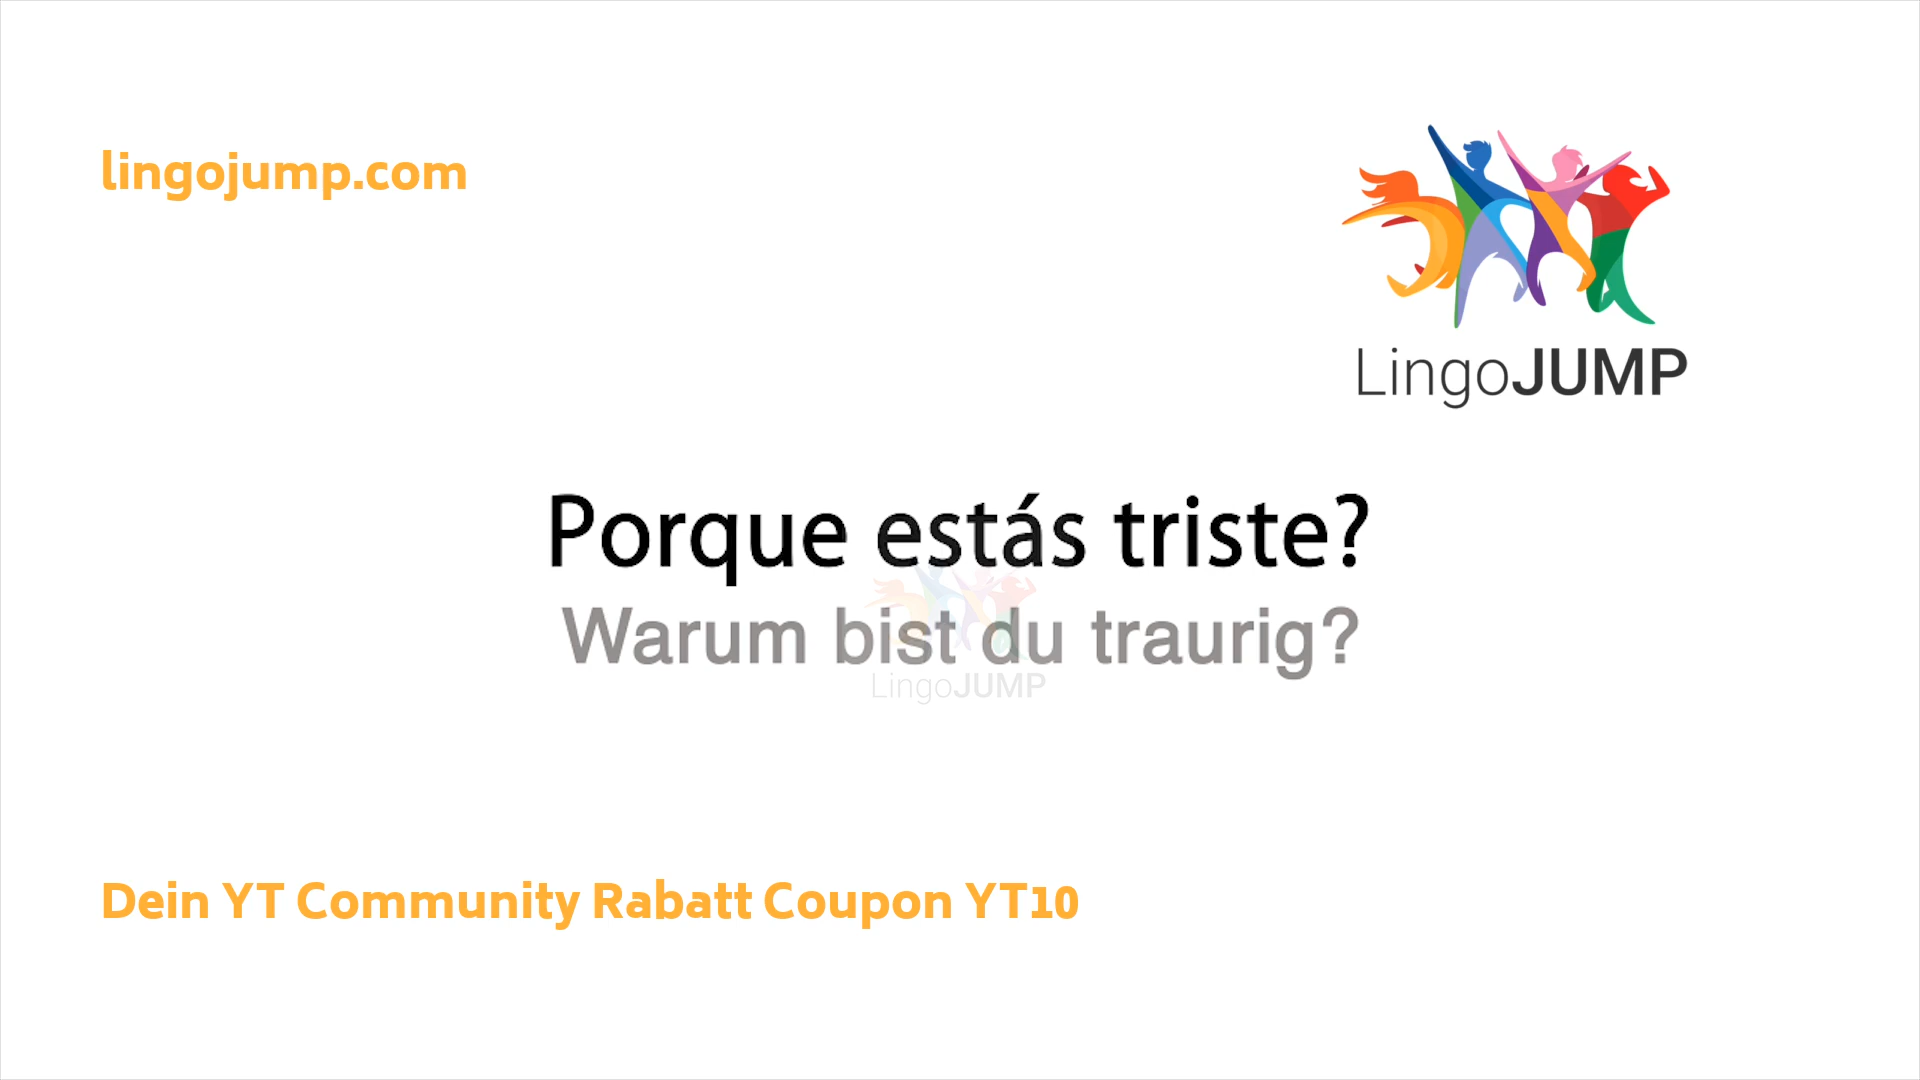 lingojump.com
LingoJUMP
Porque estás triste?
Warum bist du traurig?
LingoJUMP
Dein YT Community Rabatt Coupon YT10